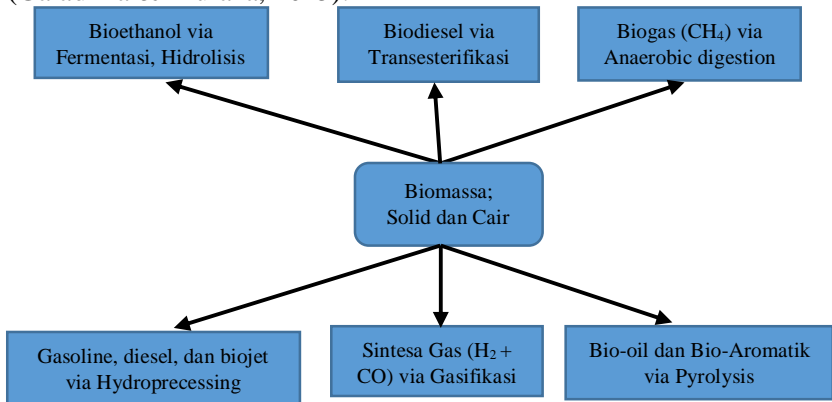 Bioethanol via
Fermentasi, Hidrolisis
Biodiesel via
Transesterifikasi
Biogas (CH₄) via
Anaerobic digestion
Biomassa;
Solid dan Cair
Gasoline, diesel, dan biojet
via Hydroprecessing
Sintesa Gas (H₂ +
CO) via Gasifikasi
Bio-oil dan Bio-Aromatik
via Pyrolysis